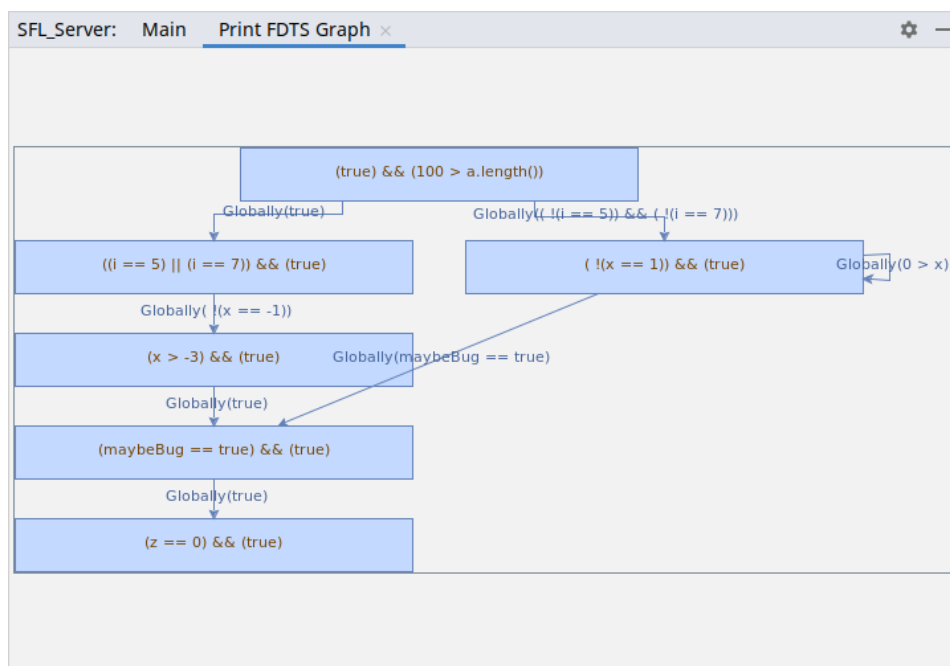 SFL_Server: Main Print FDTS Graph
(true) && (100 > a.length())
Globally(true)
Globally(( !(i == 5)) && ( !(i == 7)))
((i == 5) || (i == 7)) && (true)
( !(x == 1)) && (true)
Globally(0 > x)
Globally( !(x == -1))
(x > -3) && (true)
Globally(maybeBug == true)
Globally(true)
(maybeBug == true) && (true)
Globally(true)
(z == 0) && (true)